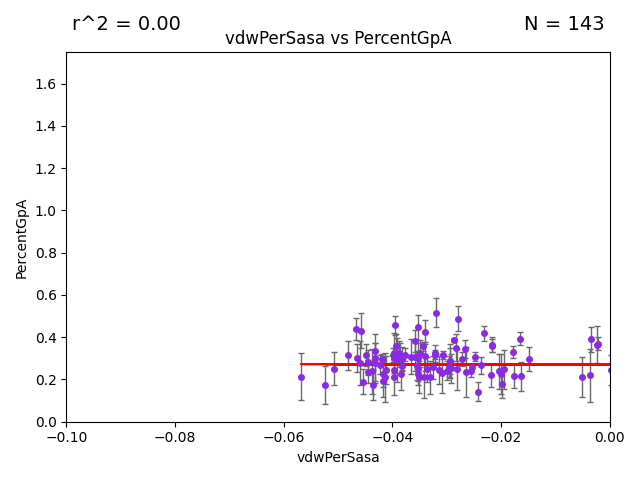 r^2 = 0.00
N = 143
vdwPerSasa vs PercentGpA
1.6
1.4
1.2
1.0
0.8
0.6
0.4
0.2
0.0
PercentGpA
−0.10 −0.08 −0.06 −0.04 −0.02 0.00
vdwPerSasa